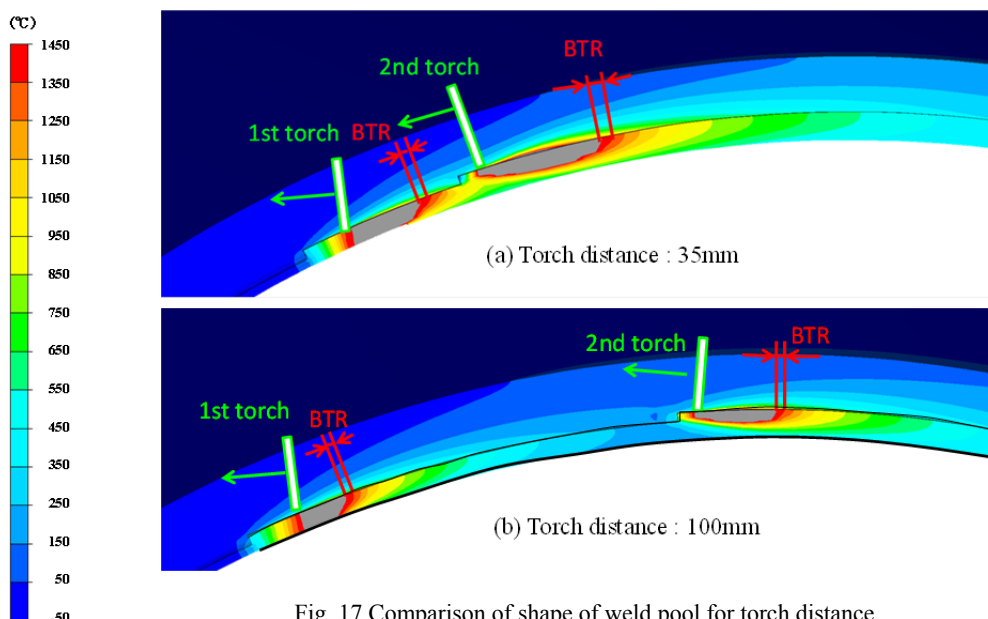 (℃)
1450
1350
1250
1150
1050
950
850
750
650
550
450
350
250
150
50
-50
BTR
2nd torch
BTR
1st torch
(a) Torch distance : 35mm
2nd torch
BTR
1st torch
BTR
(b) Torch distance : 100mm
Fig. 17 Comparison of shape of weld pool for torch distance